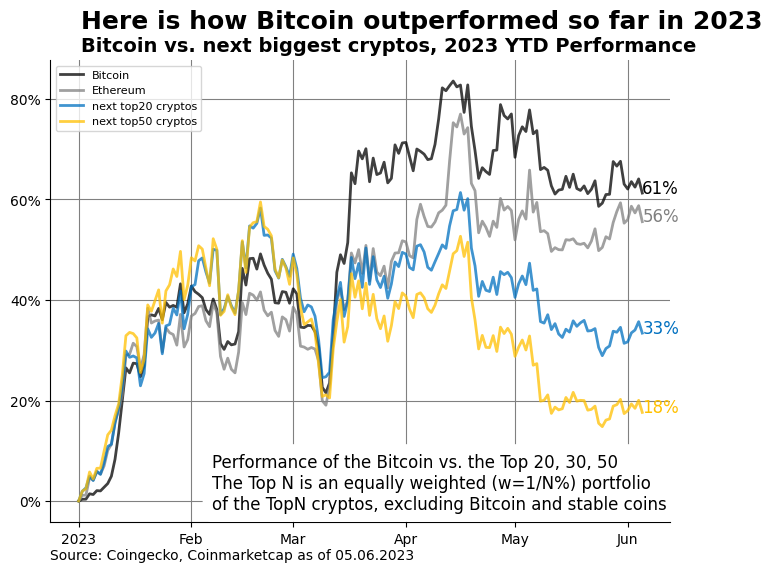 Here is how Bitcoin outperformed so far in 2023
Bitcoin vs. next biggest cryptos, 2023 YTD Performance
Bitcoin
Ethereum
next top20 cryptos
next top50 cryptos
80%
60%
40%
20%
0%
61%
56%
33%
18%
Performance of the Bitcoin vs. the Top 20, 30, 50
The Top N is an equally weighted (w=1/N%) portfolio
of the TopN cryptos, excluding Bitcoin and stable coins
2023 Feb Mar Apr May Jun
Source: Coingecko, Coinmarketcap as of 05.06.2023